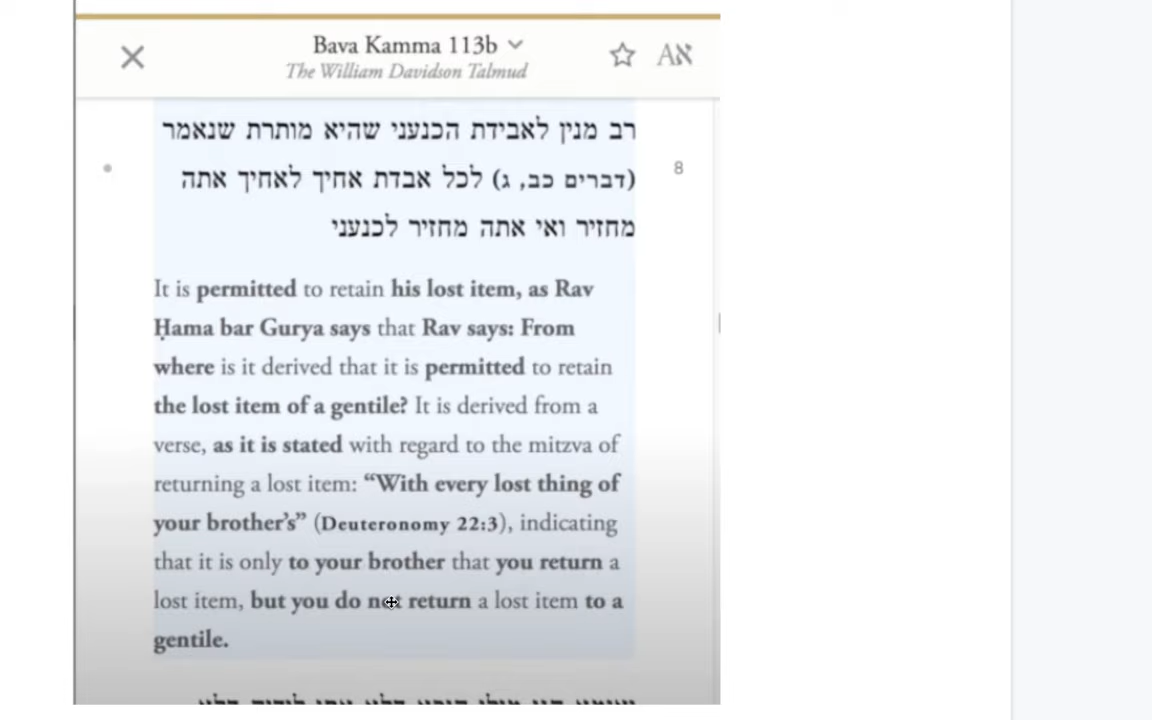 Bava Kamma 113b
The William Davidson Talmud
Aא
רב מנין לאבידת הכנעני שהיא מותרת שנאמר
(דברים כב, ג) לכל אבדת אחיך לאחיך אתה
8
מחזיר ואי אתה מחזיר לכנעני
It is permitted to retain his lost item, as Rav
Ḥama bar Gurya says that Rav says: From
where is it derived that it is permitted to retain
the lost item of a gentile? It is derived from a
verse, as it is stated with regard to the mitzva of
returning a lost item: “With every lost thing of
your brother’s” (Deuteronomy 22:3), indicating
that it is only to your brother that you return a
lost item, but you do not return a lost item to a
gentile.